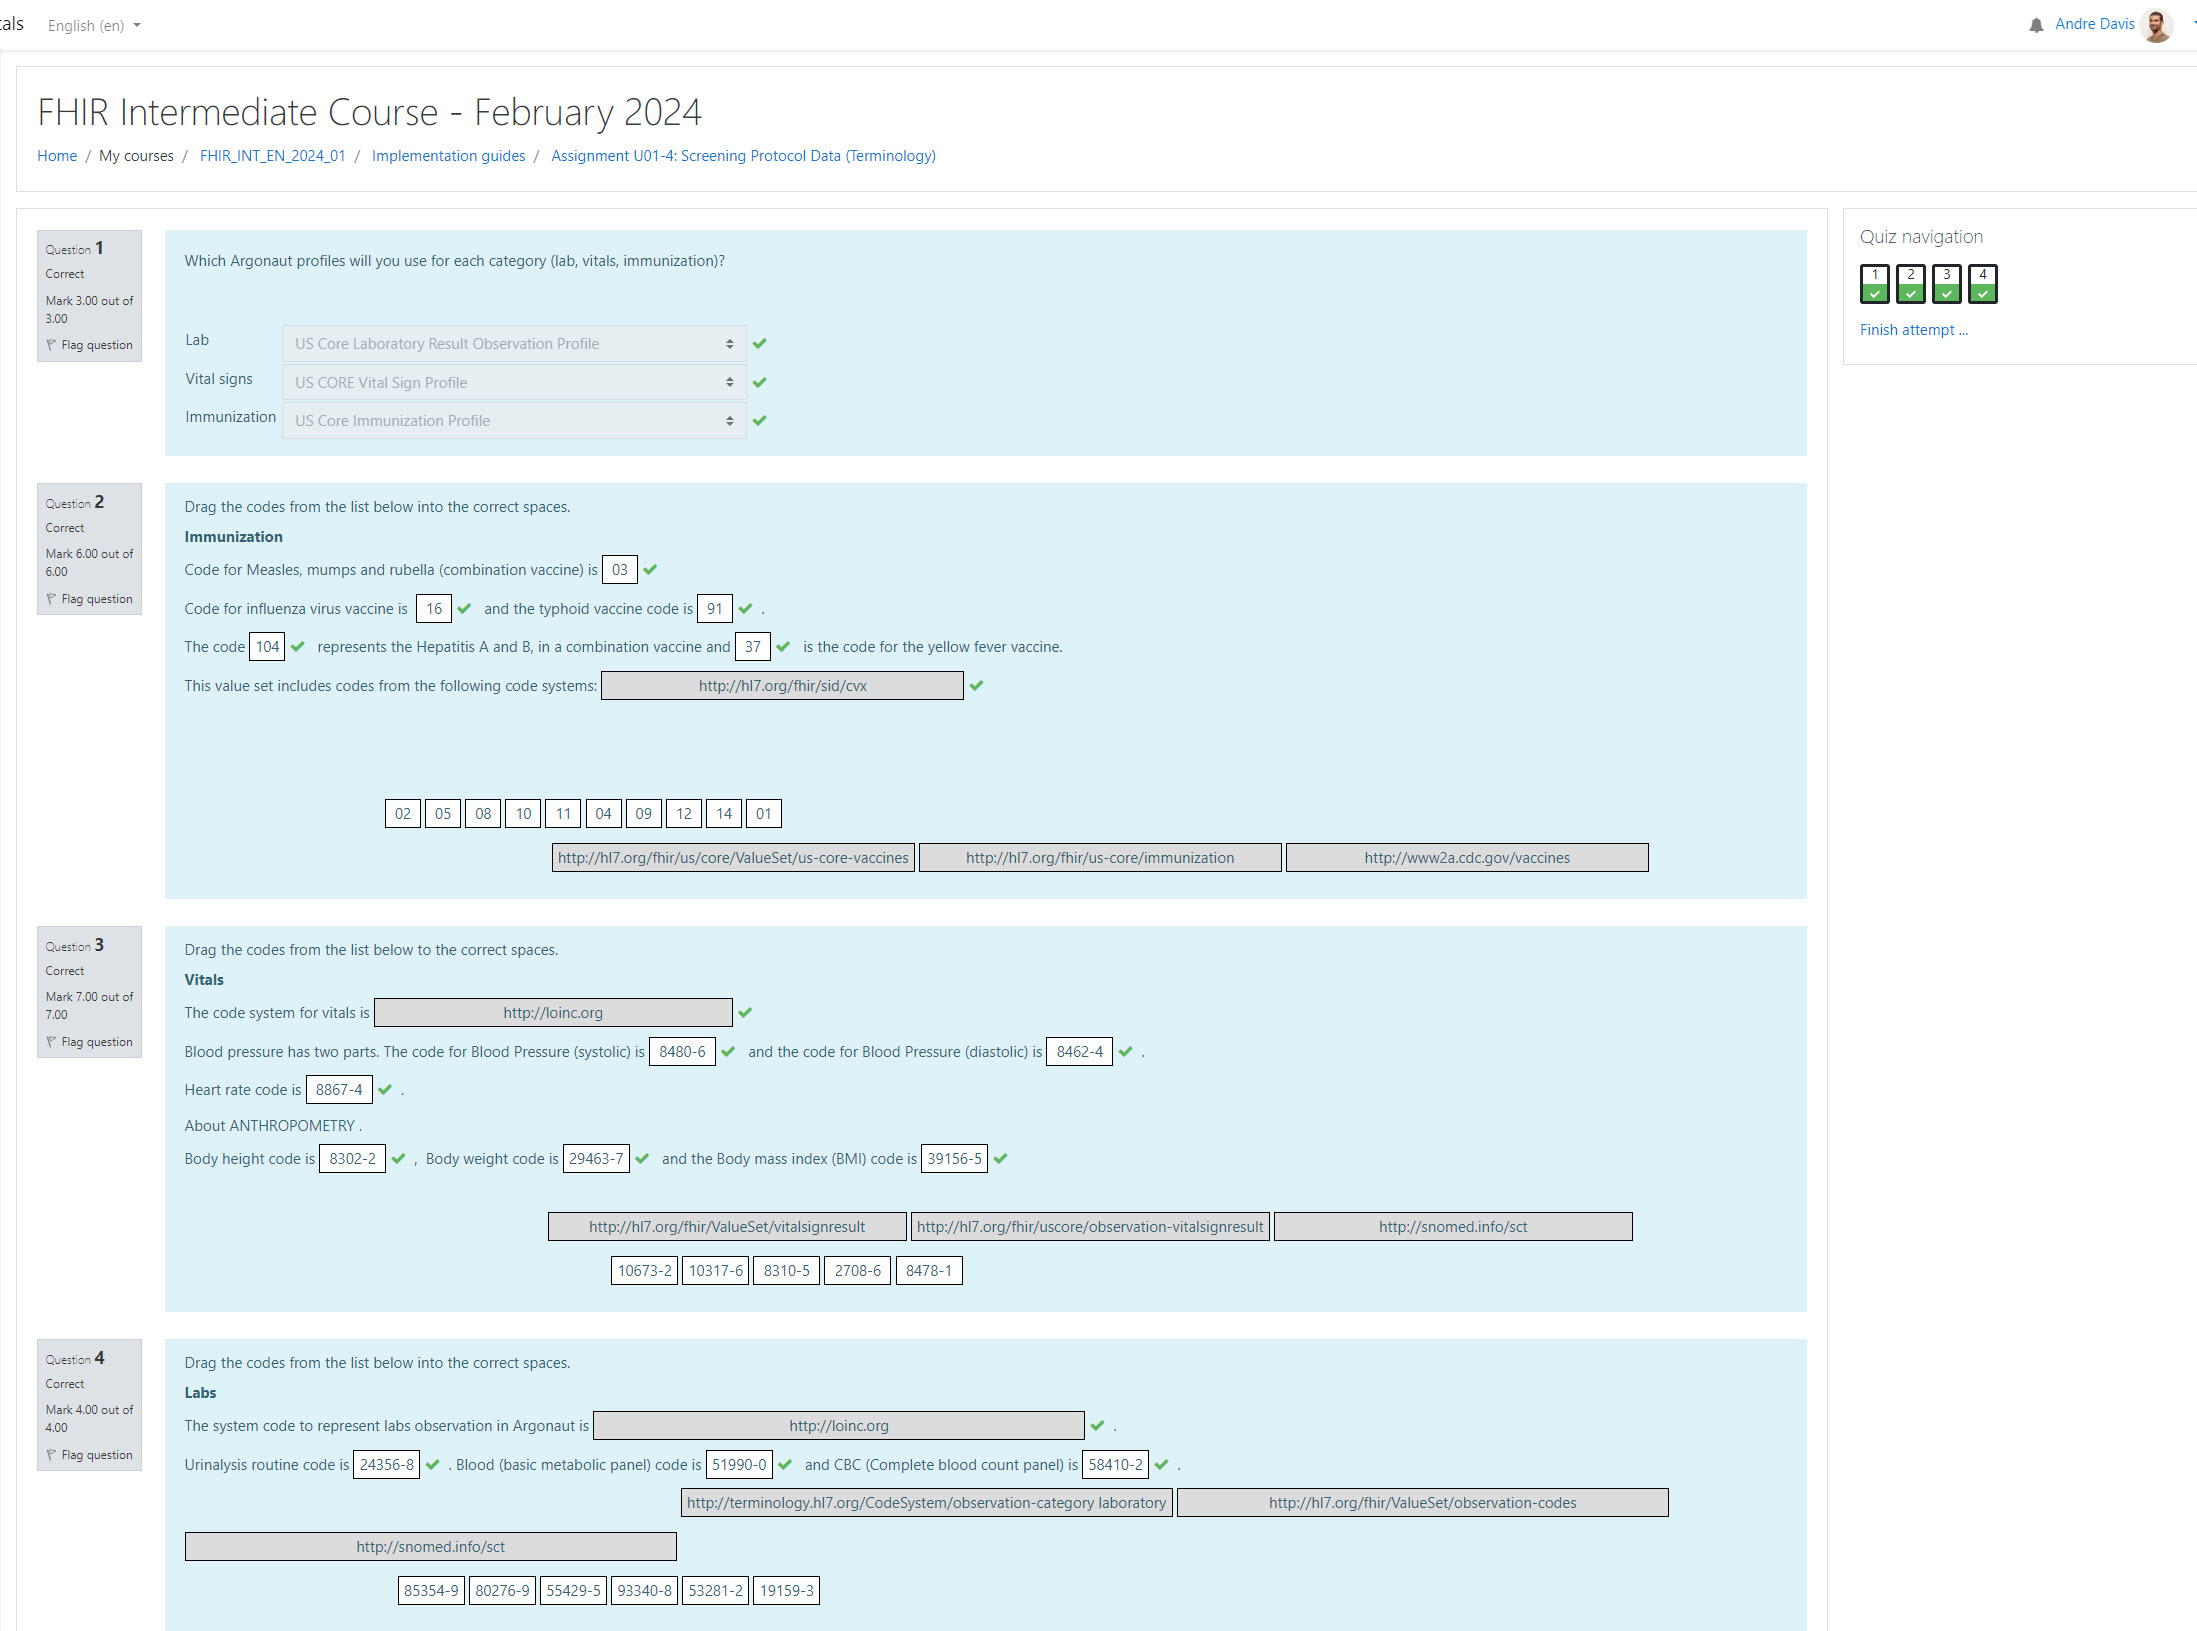 tals English (en) Andre Davis
FHIR Intermediate Course - February 2024
Home / My courses / FHIR_INT_EN_2024_01 / Implementation guides / Assignment U01-4: Screening Protocol Data (Terminology)
Question 1
Correct
Mark 3.00 out of
3.00
Flag question
Which Argonaut profiles will you use for each category (lab, vitals, immunization)?
Lab US Core Laboratory Result Observation Profile
Vital signs US CORE Vital Sign Profile
Immunization US Core Immunization Profile
Quiz navigation
1 2 3 4
Finish attempt ...
Question 2
Correct
Mark 6.00 out of
6.00
Flag question
Drag the codes from the list below into the correct spaces.
Immunization
Code for Measles, mumps and rubella (combination vaccine) is 03
Code for influenza virus vaccine is 16 and the typhoid vaccine code is 91 .
The code 104 represents the Hepatitis A and B, in a combination vaccine and 37 is the code for the yellow fever vaccine.
This value set includes codes from the following code systems: http://hl7.org/fhir/sid/cvx
02 05 08 10 11 04 09 12 14 01
http://hl7.org/fhir/us/core/ValueSet/us-core-vaccines http://hl7.org/fhir/us-core/immunization http://www2a.cdc.gov/vaccines
Question 3
Correct
Mark 7.00 out of
7.00
Flag question
Drag the codes from the list below to the correct spaces.
Vitals
The code system for vitals is http://loinc.org
Blood pressure has two parts. The code for Blood Pressure (systolic) is 8480-6 and the code for Blood Pressure (diastolic) is 8462-4 .
Heart rate code is 8867-4 .
About ANTHROPOMETRY .
Body height code is 8302-2 , Body weight code is 29463-7 and the Body mass index (BMI) code is 39156-5
http://hl7.org/fhir/ValueSet/vitalsignresult http://hl7.org/fhir/uscore/observation-vitalsignresult http://snomed.info/sct
10673-2 10317-6 8310-5 2708-6 8478-1
Question 4
Correct
Mark 4.00 out of
4.00
Flag question
Drag the codes from the list below into the correct spaces.
Labs
The system code to represent labs observation in Argonaut is http://loinc.org .
Urinalysis routine code is 24356-8 . Blood (basic metabolic panel) code is 51990-0 and CBC (Complete blood count panel) is 58410-2 .
http://terminology.hl7.org/CodeSystem/observation-category laboratory http://hl7.org/fhir/ValueSet/observation-codes
http://snomed.info/sct
85354-9 80276-9 55429-5 93340-8 53281-2 19159-3